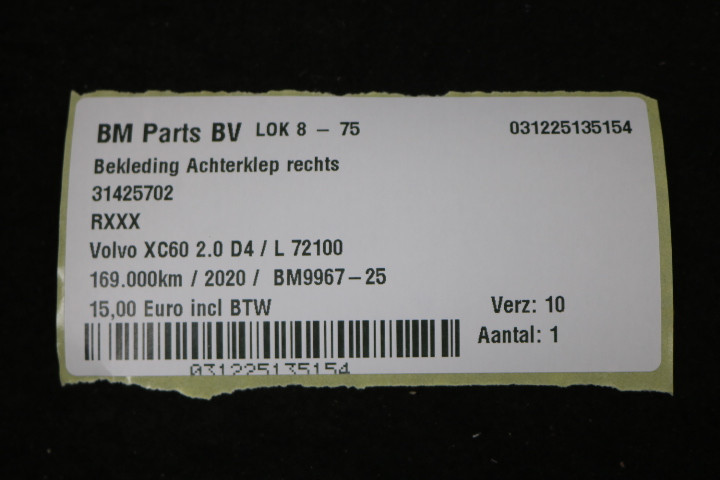 BM Parts BV LOK 8 - 75 031225135154
Bekleding Achterklep rechts
31425702
RXXX
Volvo XC60 2.0 D4 / L 72100
169.000km / 2020 / BM9967-25
15,00 Euro incl BTW Verz: 10
Aantal: 1
031225135154